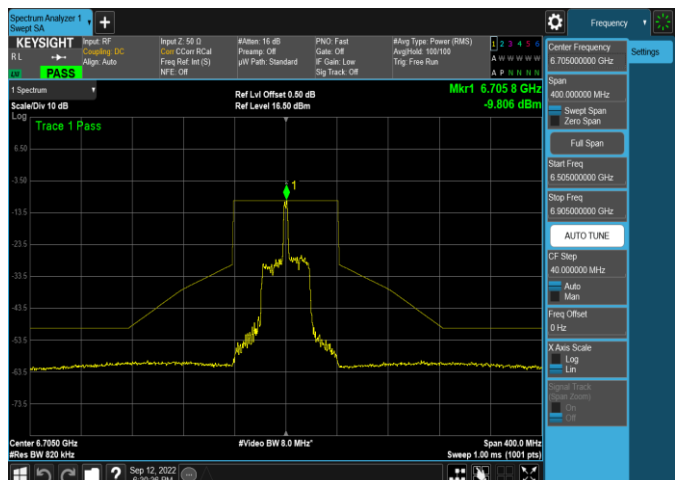 Spectrum Analyzer 1
Swept SA
Frequency
KEYSIGHT
Input: RF
Coupling: DC
Align: Auto
Input Z: 50 Ω
Corr CCorr RCal
Freq Ref: Int (S)
NFE: Off
#Atten: 16 dB
Preamp: Off
µW Path: Standard
PNO: Fast
Gate: Off
IF Gain: Low
Sig Track: Off
#Avg Type: Power (RMS)
Avg|Hold: 100/100
Trig: Free Run
1 2 3 4 5 6
A W W W W W
A P N N N N
R L
LW PASS
1 Spectrum
Scale/Div 10 dB
Log
Ref Lvl Offset 0.50 dB
Ref Level 16.50 dBm
Mkr1 6.705 8 GHz
-9.806 dBm
Trace 1 Pass
6.50
-3.50
-13.5
-23.5
-33.5
-43.5
-53.5
-63.5
-73.5
1
Center 6.7050 GHz
#Res BW 820 kHz
#Video BW 8.0 MHz*
Span 400.0 MHz
Sweep 1.00 ms (1001 pts)
Sep 12, 2022
Settings
Center Frequency
6.705000000 GHz
Span
400.000000 MHz
Swept Span
Zero Span
Full Span
Start Freq
6.505000000 GHz
Stop Freq
6.905000000 GHz
AUTO TUNE
CF Step
40.000000 MHz
Auto
Man
Freq Offset
0 Hz
X Axis Scale
Log
Lin
Signal Track
(Span Zoom)
On
Off